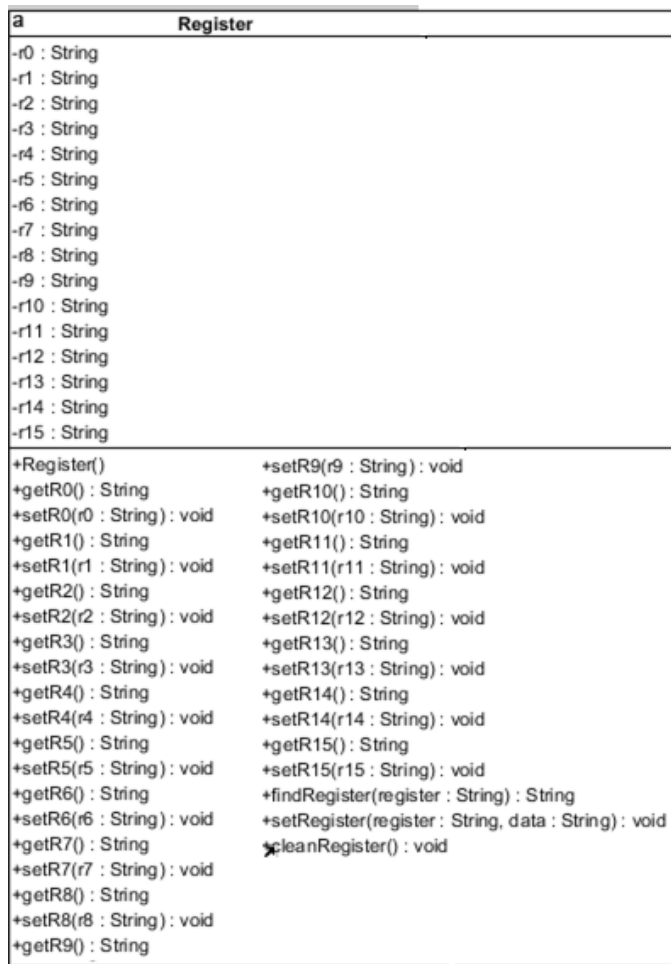 a
Register
-r0 : String
-r1 : String
-r2 : String
-r3 : String
-r4 : String
-r5 : String
-r6 : String
-r7 : String
-r8 : String
-r9 : String
-r10 : String
-r11 : String
-r12 : String
-r13 : String
-r14 : String
-r15 : String
+Register()
+getR0() : String
+setR0(r0 : String) : void
+getR1() : String
+setR1(r1 : String) : void
+getR2() : String
+setR2(r2 : String) : void
+getR3() : String
+setR3(r3 : String) : void
+getR4() : String
+setR4(r4 : String) : void
+getR5() : String
+setR5(r5 : String) : void
+getR6() : String
+setR6(r6 : String) : void
+getR7() : String
+setR7(r7 : String) : void
+getR8() : String
+setR8(r8 : String) : void
+getR9() : String
+setR9(r9 : String) : void
+getR10() : String
+setR10(r10 : String) : void
+getR11() : String
+setR11(r11 : String) : void
+getR12() : String
+setR12(r12 : String) : void
+getR13() : String
+setR13(r13 : String) : void
+getR14() : String
+setR14(r14 : String) : void
+getR15() : String
+setR15(r15 : String) : void
+findRegister(register : String) : String
+setRegister(register : String, data : String) : void
+cleanRegister() : void